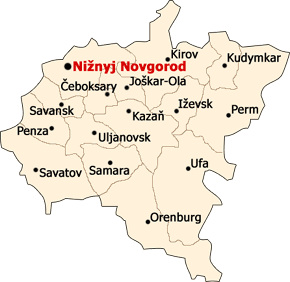 Kirov
Kudymkar
Nižnyj Novgorod
Joškar-Ola
Čeboksary
Savansk
Iževsk
Kazaň
Perm
Penza
Uljanovsk
Savatov
Samara
Ufa
Orenburg